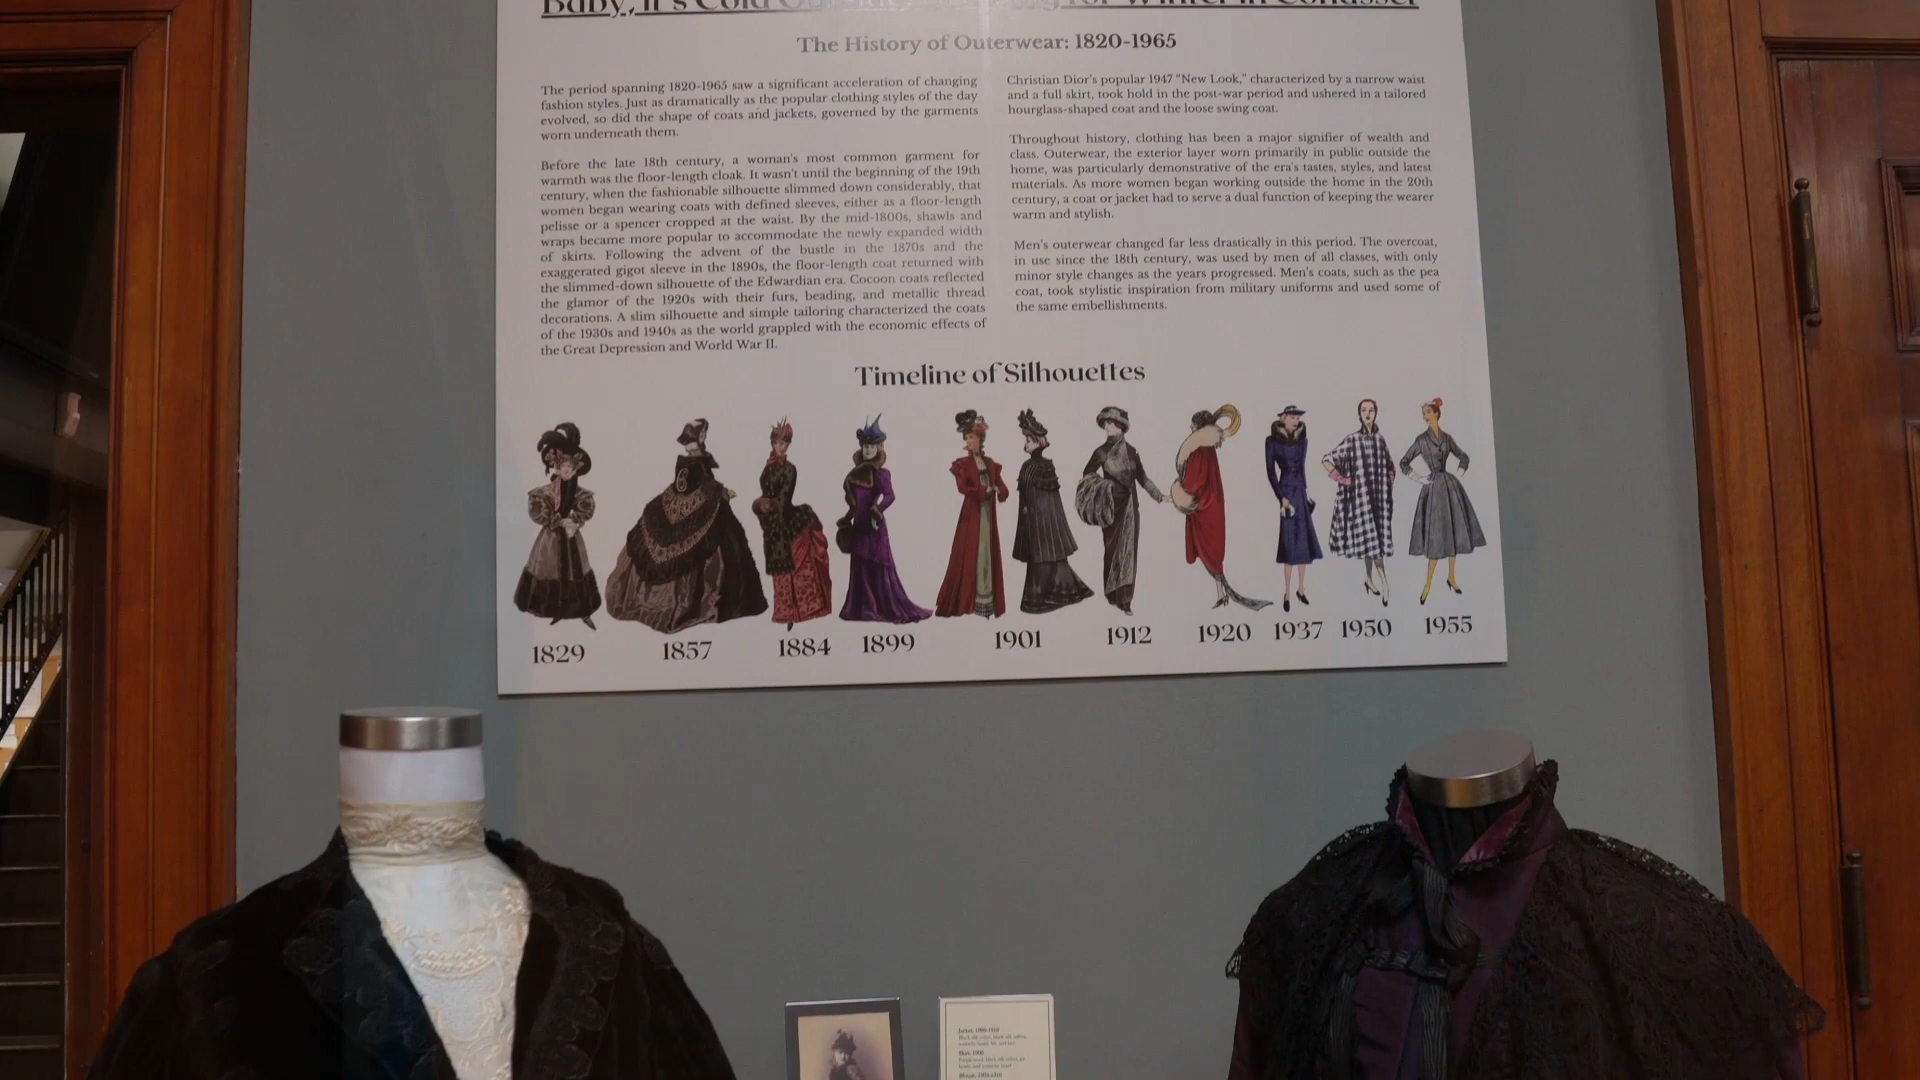 Baby, It's Cold
for Winter in Cohasset
The History of Outerwear: 1820-1965
The period spanning 1820-1965 saw a significant acceleration of changing
fashion styles. Just as dramatically as the popular clothing styles of the day
evolved, so did the shape of coats and jackets, governed by the garments
worn underneath them.
Before the late 18th century, a woman's most common garment for
warmth was the floor-length cloak. It wasn't until the beginning of the 19th
century, when the fashionable silhouette slimmed down considerably, that
women began wearing coats with defined sleeves, either as a floor-length
pelisse or a spencer cropped at the waist. By the mid-1800s, shawls and
wraps became more popular to accommodate the newly expanded width
of skirts. Following the advent of the bustle in the 1870s and the
exaggerated gigot sleeve in the 1890s, the floor-length coat returned with
the slimmed-down silhouette of the Edwardian era. Cocoon coats reflected
the glamor of the 1920s with their furs, beading, and metallic thread
decorations. A slim silhouette and simple tailoring characterized the coats
of the 1930s and 1940s as the world grappled with the economic effects of
the Great Depression and World War II.
Christian Dior's popular 1947 "New Look," characterized by a narrow waist
and a full skirt, took hold in the post-war period and ushered in a tailored
hourglass-shaped coat and the loose swing coat.
Throughout history, clothing has been a major signifier of wealth and
class. Outerwear, the exterior layer worn primarily in public outside the
home, was particularly demonstrative of the era's tastes, styles, and latest
materials. As more women began working outside the home in the 20th
century, a coat or jacket had to serve a dual function of keeping the wearer
warm and stylish.
Men's outerwear changed far less drastically in this period. The overcoat,
in use since the 18th century, was used by men of all classes, with only
minor style changes as the years progressed. Men's coats, such as the pea
coat, took stylistic inspiration from military uniforms and used some of
the same embellishments.
Timeline of Silhouettes
1829 1857 1884 1899 1901 1912 1920 1937 1950 1955
Jacket, 1900-1910
Skirt, 1908